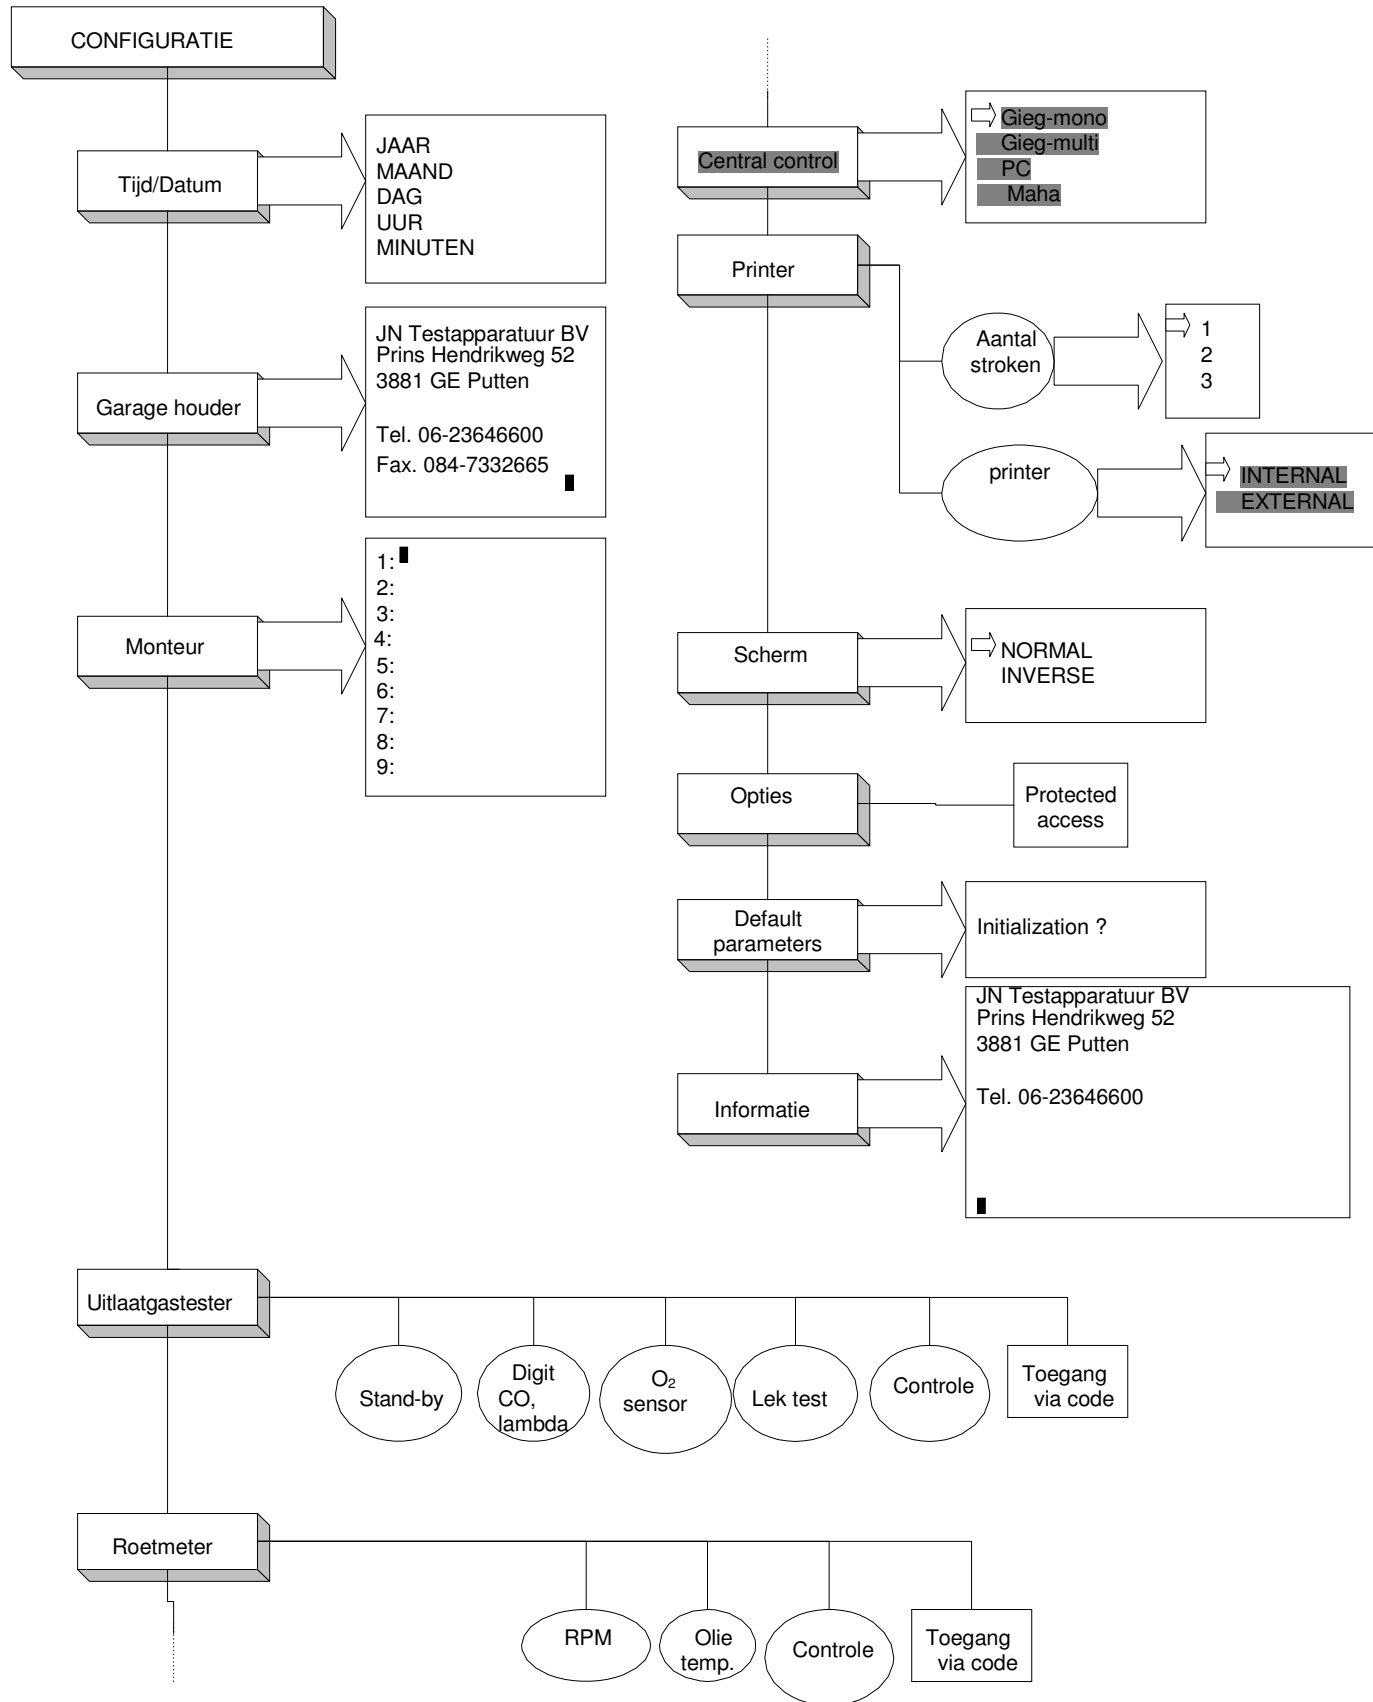 CONFIGURATIE
Tijd/Datum
JAAR
MAAND
DAG
UUR
MINUTEN
Garage houder
JN Testapparatuur BV
Prins Hendrikweg 52
3881 GE Putten
Tel. 06-23646600
Fax. 084-7332665
Monteur
1:
2:
3:
4:
5:
6:
7:
8:
9:
Central control
Gieg-mono
Gieg-multi
PC
Maha
Printer
Aantal
stroken
1
2
3
printer
INTERNAL
EXTERNAL
Scherm
NORMAL
INVERSE
Opties
Protected
access
Default
parameters
Initialization ?
Informatie
JN Testapparatuur BV
Prins Hendrikweg 52
3881 GE Putten
Tel. 06-23646600
Uitlaatgastester
Stand-by
Digit
CO,
lambda
O₂
sensor
Lek test
Controle
Toegang
via code
Roetmeter
RPM
Olie
temp.
Controle
Toegang
via code